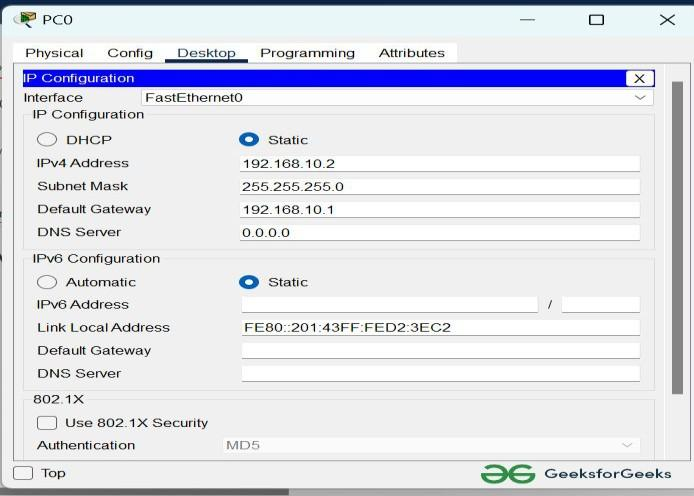 PC0
Physical Config Desktop Programming Attributes
IP Configuration X
Interface FastEthernet0
IP Configuration
DHCP Static
IPv4 Address 192.168.10.2
Subnet Mask 255.255.255.0
Default Gateway 192.168.10.1
DNS Server 0.0.0.0
IPv6 Configuration
Automatic Static
IPv6 Address /
Link Local Address FE80::201:43FF:FED2:3EC2
Default Gateway
DNS Server
802.1X
Use 802.1X Security
Authentication MD5
Top
GeeksforGeeks